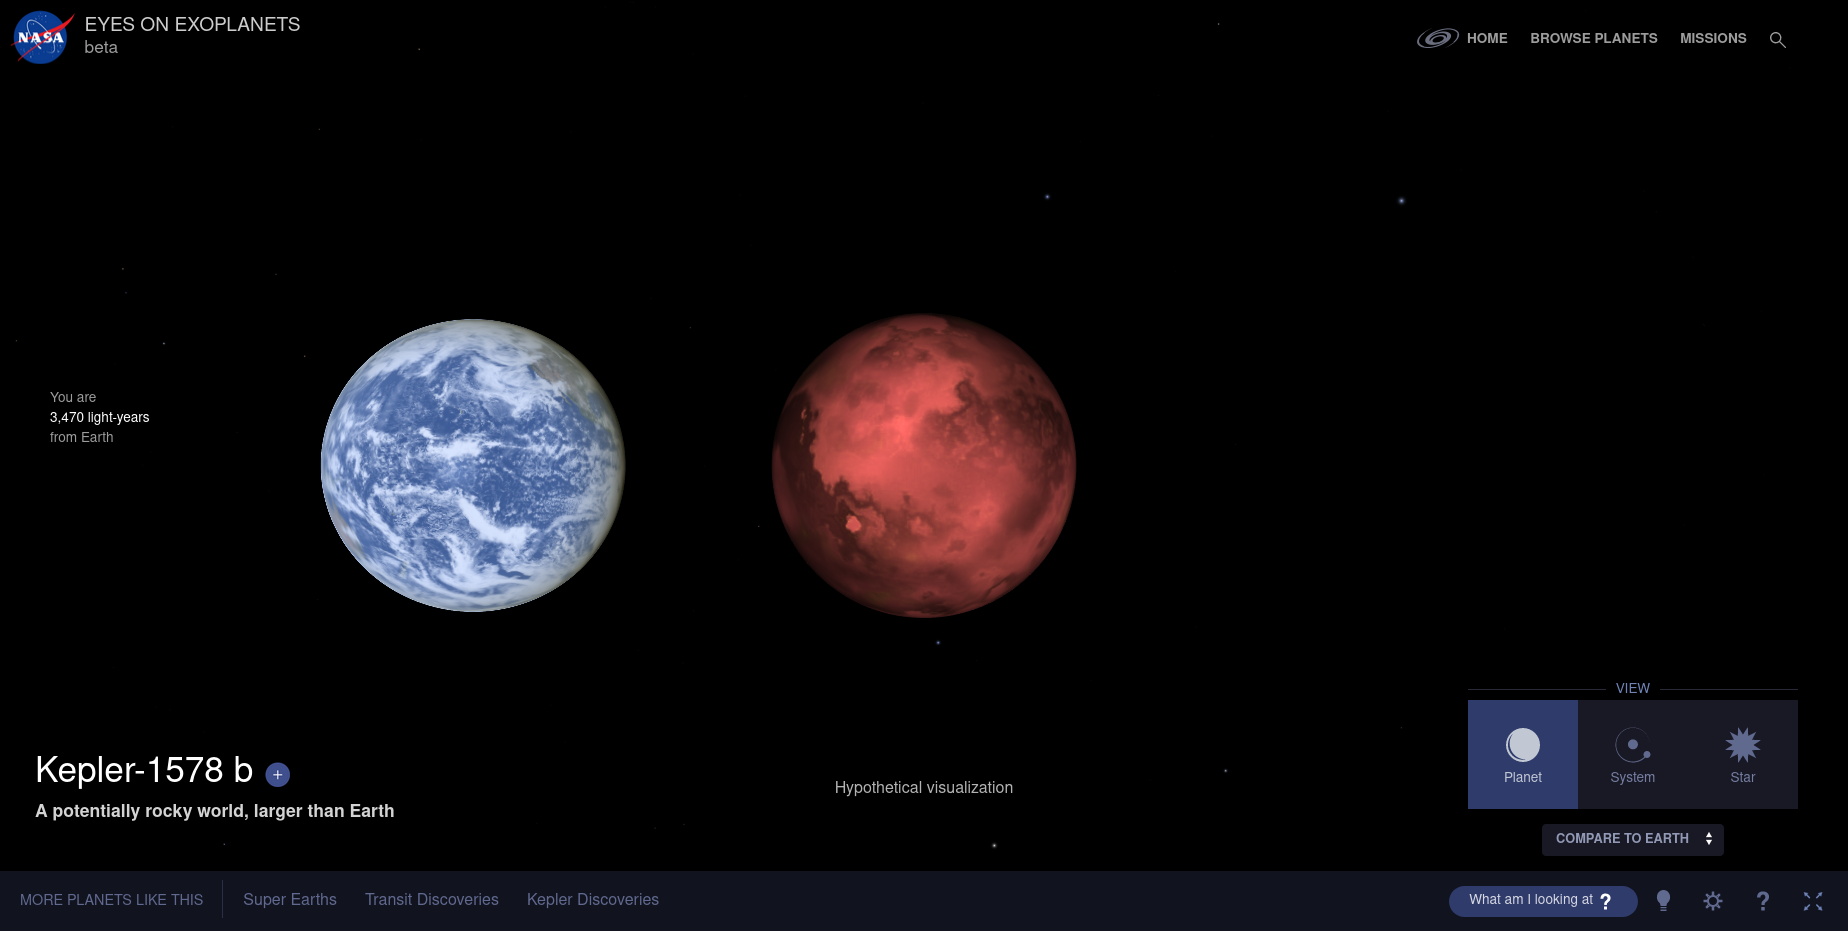 NASA
EYES ON EXOPLANETS
beta
HOME
BROWSE PLANETS
MISSIONS
You are
3,470 light-years
from Earth
VIEW
Planet
System
Star
Kepler-1578 b +
A potentially rocky world, larger than Earth
Hypothetical visualization
COMPARE TO EARTH
MORE PLANETS LIKE THIS
Super Earths
Transit Discoveries
Kepler Discoveries
What am I looking at ?
?